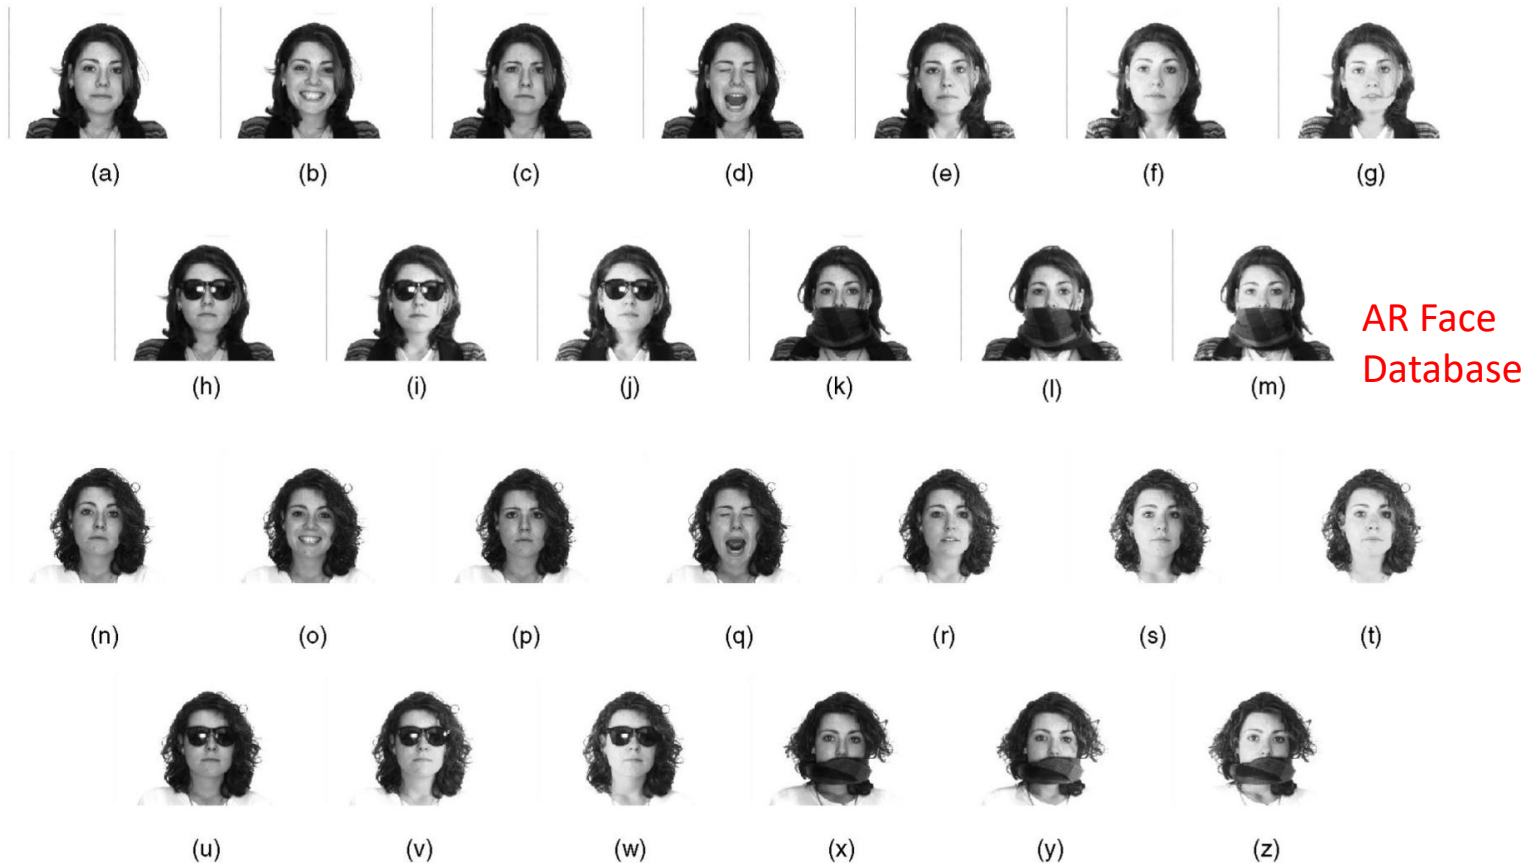 (a) (b) (c) (d) (e) (f) (g)
(h) (i) (j) (k) (l) (m)
AR Face
Database
(n) (o) (p) (q) (r) (s) (t)
(u) (v) (w) (x) (y) (z)